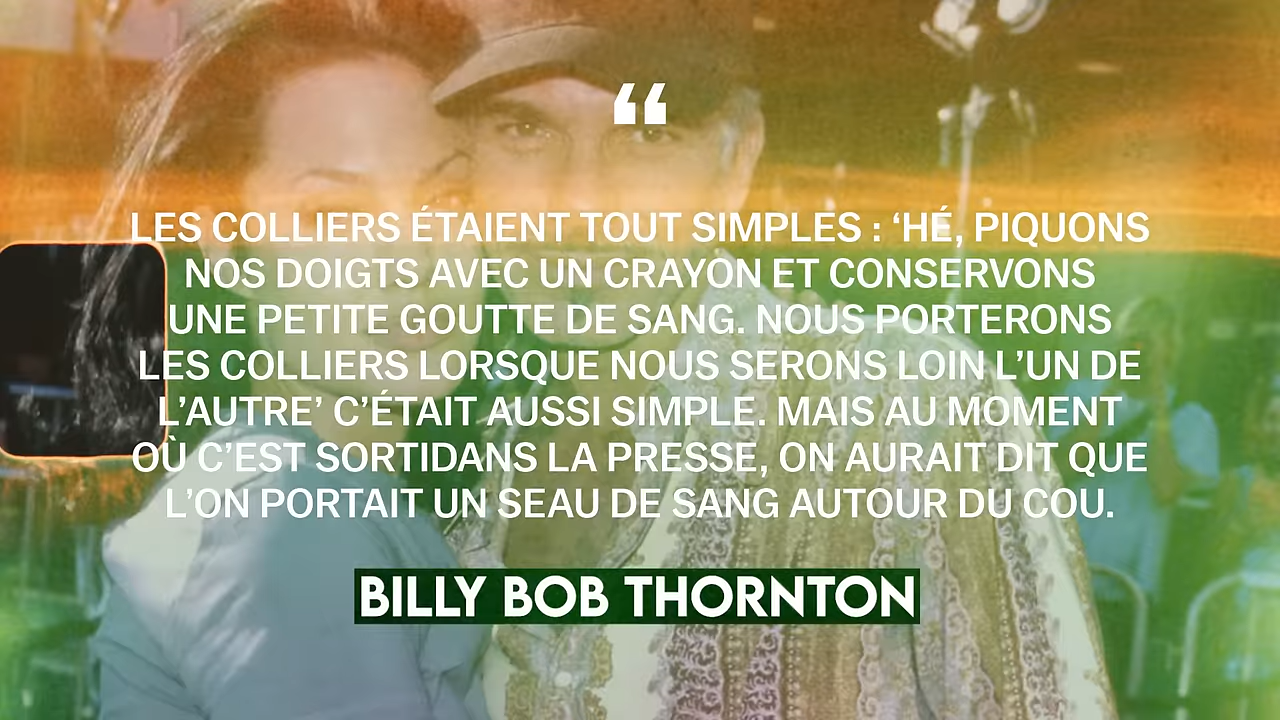 “
LES COLLIERS ÉTAIENT TOUT SIMPLES : ‘HÉ, PIQUONS
NOS DOIGTS AVEC UN CRAYON ET CONSERVONS
UNE PETITE GOUTTE DE SANG. NOUS PORTERONS
LES COLLIERS LORSQUE NOUS SERONS LOIN L’UN DE
L’AUTRE’ C’ÉTAIT AUSSI SIMPLE. MAIS AU MOMENT
OÙ C’EST SORTIDANS LA PRESSE, ON AURAIT DIT QUE
L’ON PORTAIT UN SEAU DE SANG AUTOUR DU COU.
BILLY BOB THORNTON